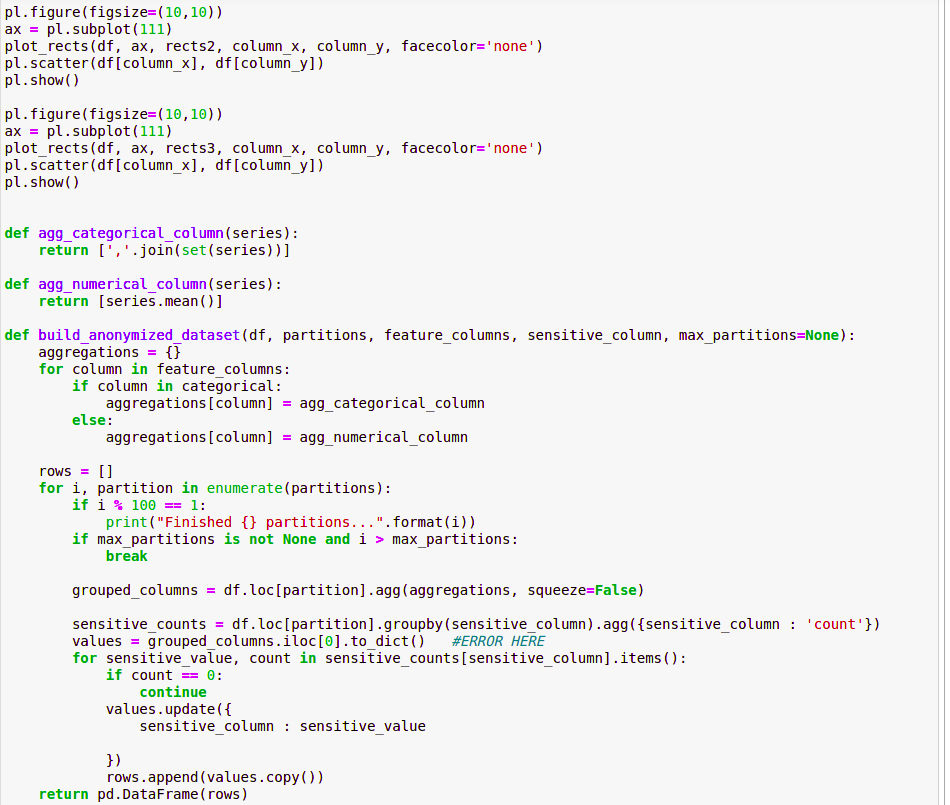 pl.figure(figsize=(10,10))
ax = pl.subplot(111)
plot_rects(df, ax, rects2, column_x, column_y, facecolor='none')
pl.scatter(df[column_x], df[column_y])
pl.show()

pl.figure(figsize=(10,10))
ax = pl.subplot(111)
plot_rects(df, ax, rects3, column_x, column_y, facecolor='none')
pl.scatter(df[column_x], df[column_y])
pl.show()


def agg_categorical_column(series):
    return [','.join(set(series))]

def agg_numerical_column(series):
    return [series.mean()]

def build_anonymized_dataset(df, partitions, feature_columns, sensitive_column, max_partitions=None):
    aggregations = {}
    for column in feature_columns:
        if column in categorical:
            aggregations[column] = agg_categorical_column
        else:
            aggregations[column] = agg_numerical_column

    rows = []
    for i, partition in enumerate(partitions):
        if i % 100 == 1:
            print("Finished {} partitions...".format(i))
        if max_partitions is not None and i > max_partitions:
            break

        grouped_columns = df.loc[partition].agg(aggregations, squeeze=False)

        sensitive_counts = df.loc[partition].groupby(sensitive_column).agg({sensitive_column : 'count'})
        values = grouped_columns.iloc[0].to_dict()   #ERROR HERE
        for sensitive_value, count in sensitive_counts[sensitive_column].items():
            if count == 0:
                continue
            values.update({
                sensitive_column : sensitive_value

            })
            rows.append(values.copy())
    return pd.DataFrame(rows)